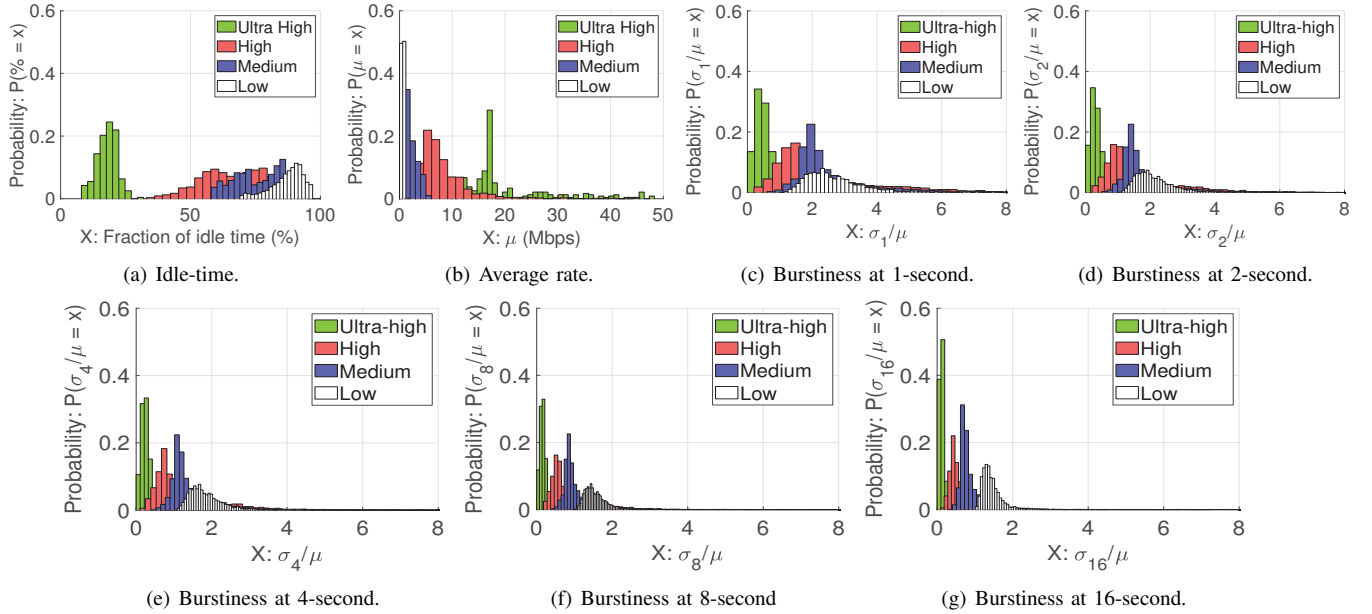 0.6
0.4
0.2
0
Probability: P(% = x)
Ultra High
High
Medium
Low
0 50 100
X: Fraction of idle time (%)
(a) Idle-time.
0.6
0.4
0.2
0
Probability: P(μ = x)
Ultra High
High
Medium
Low
0 10 20 30 40 50
X: μ (Mbps)
(b) Average rate.
0.6
0.4
0.2
0
Probability: P(σ₁/μ = x)
Ultra-high
High
Medium
Low
0 2 4 6 8
X: σ₁/μ
(c) Burstiness at 1-second.
0.6
0.4
0.2
0
Probability: P(σ₂/μ = x)
Ultra-high
High
Medium
Low
0 2 4 6 8
X: σ₂/μ
(d) Burstiness at 2-second.
0.6
0.4
0.2
0
Probability: P(σ₄/μ = x)
Ultra-high
High
Medium
Low
0 2 4 6 8
X: σ₄/μ
(e) Burstiness at 4-second.
0.6
0.4
0.2
0
Probability: P(σ₈/μ = x)
Ultra-high
High
Medium
Low
0 2 4 6 8
X: σ₈/μ
(f) Burstiness at 8-second
0.6
0.4
0.2
0
Probability: P(σ₁₆/μ = x)
Ultra-high
High
Medium
Low
0 2 4 6 8
X: σ₁₆/μ
(g) Burstiness at 16-second.